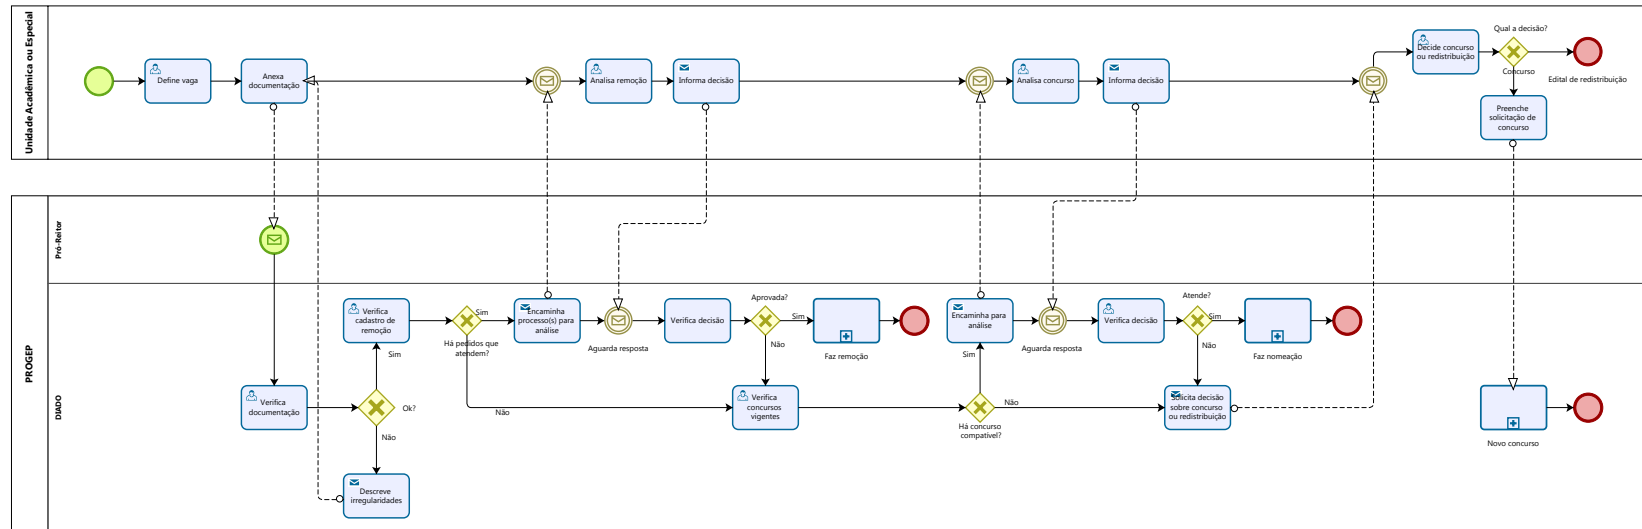 Unidade Acadêmica ou Especial
Define vaga
Anexa
documentação
Analisa remoção
Informa decisão
Analisa concurso
Informa decisão
Decide concurso
ou redistribuição
Qual a decisão?
Concurso
Edital de redistribuição
Preenche
solicitação de
concurso
PROGEP
Pró-Reitor
DIADO
Verifica
cadastro de
remoção
Sim
Há pedidos que
atendem?
Sim
Encaminha
processo(s) para
análise
Aguarda resposta
Verifica decisão
Aprovada?
Sim
Não
Faz remoção
Encaminha para
análise
Sim
Aguarda resposta
Verifica decisão
Atende?
Sim
Não
Faz nomeação
Verifica
documentação
Ok?
Não
Não
Verifica
concursos
vigentes
Há concurso
compatível?
Não
Solicita decisão
sobre concurso
ou redistribuição
Novo concurso
Descreve
irregularidades